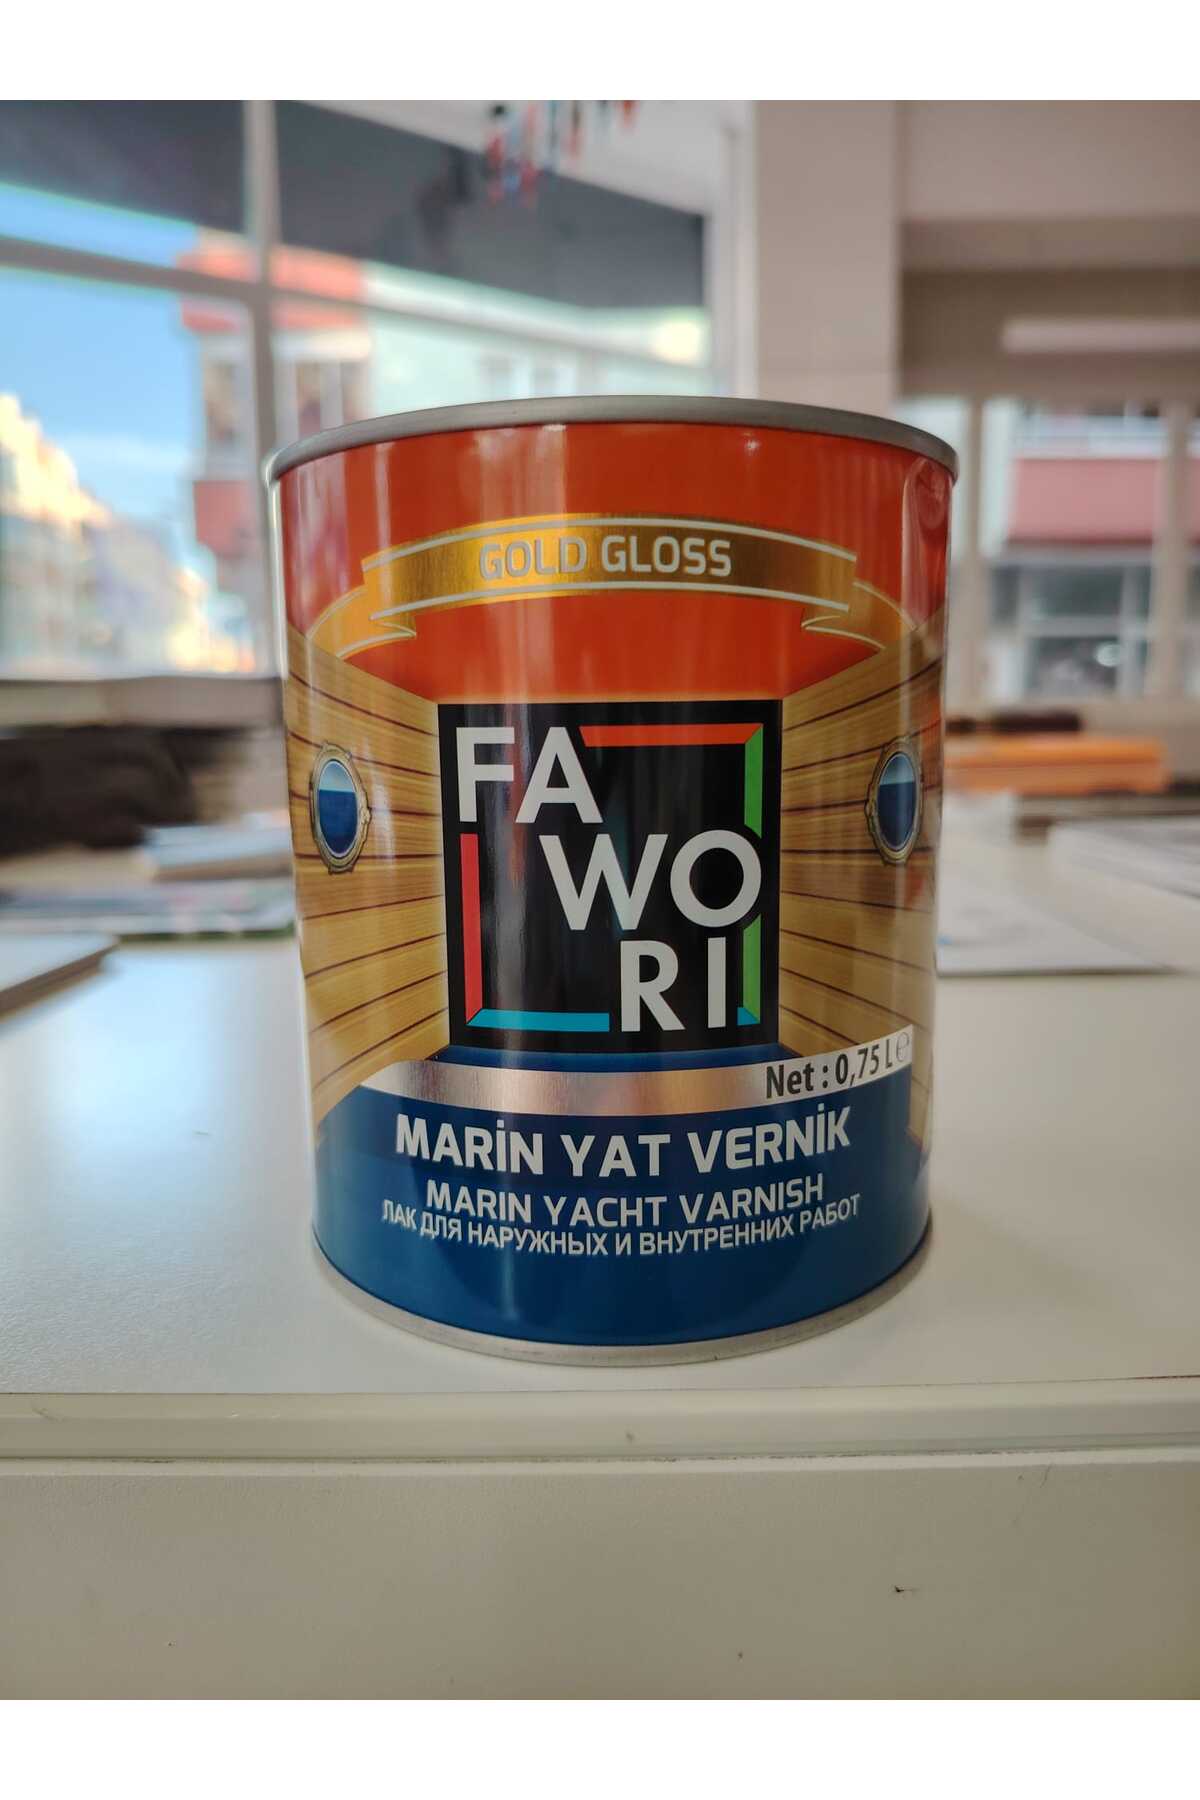 GOLD GLOSS
FA
WO
RI
Net : 0,75 L e
MARİN YAT VERNİK
MARIN YACHT VARNISH
ЛАК ДЛЯ НАРУЖНЫХ И ВНУТРЕННИХ РАБОТ